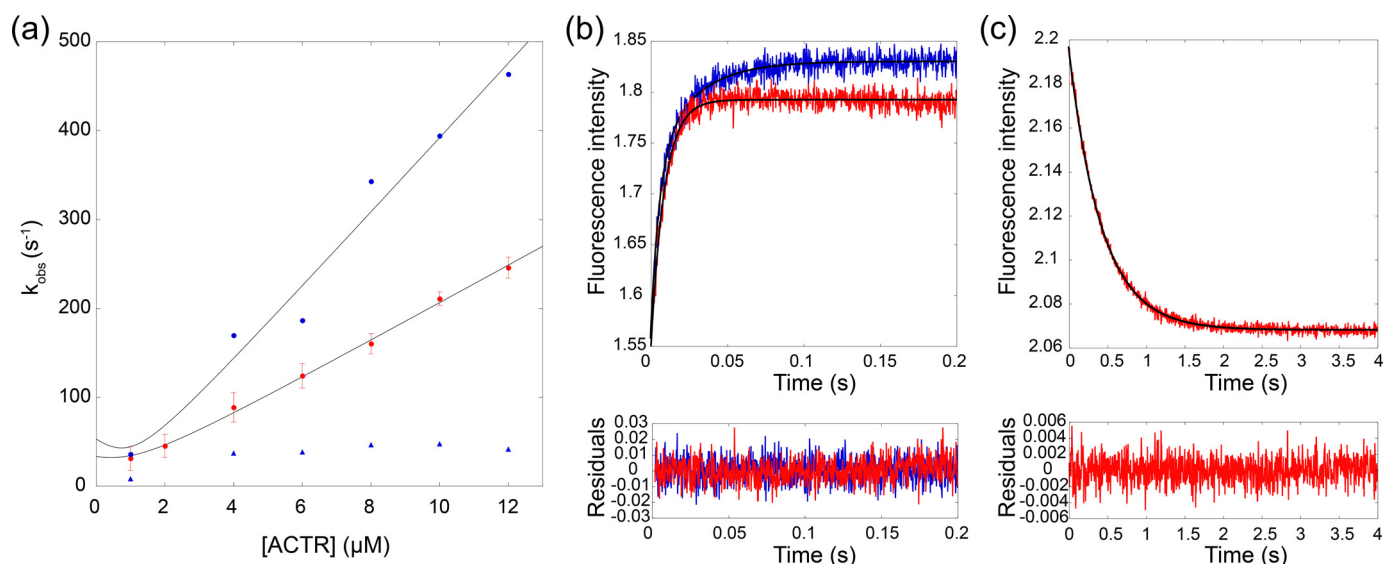 (a)
500
400
300
200
100
0
k_obs (s⁻¹)
0 2 4 6 8 10 12
[ACTR] (µM)
(b)
1.85
1.8
1.75
1.7
1.65
1.6
1.55
Fluorescence intensity
0 0.05 0.1 0.15 0.2
Time (s)
0.03
0.02
0.01
0
-0.01
-0.02
-0.03
Residuals
0.05 0.1 0.15 0.2
Time (s)
(c)
2.2
2.18
2.16
2.14
2.12
2.1
2.08
2.06
Fluorescence intensity
0 0.5 1 1.5 2 2.5 3 3.5 4
Time (s)
0.006
0.004
0.002
0
-0.002
-0.004
-0.006
Residuals
0 0.5 1 1.5 2 2.5 3 3.5 4
Time (s)